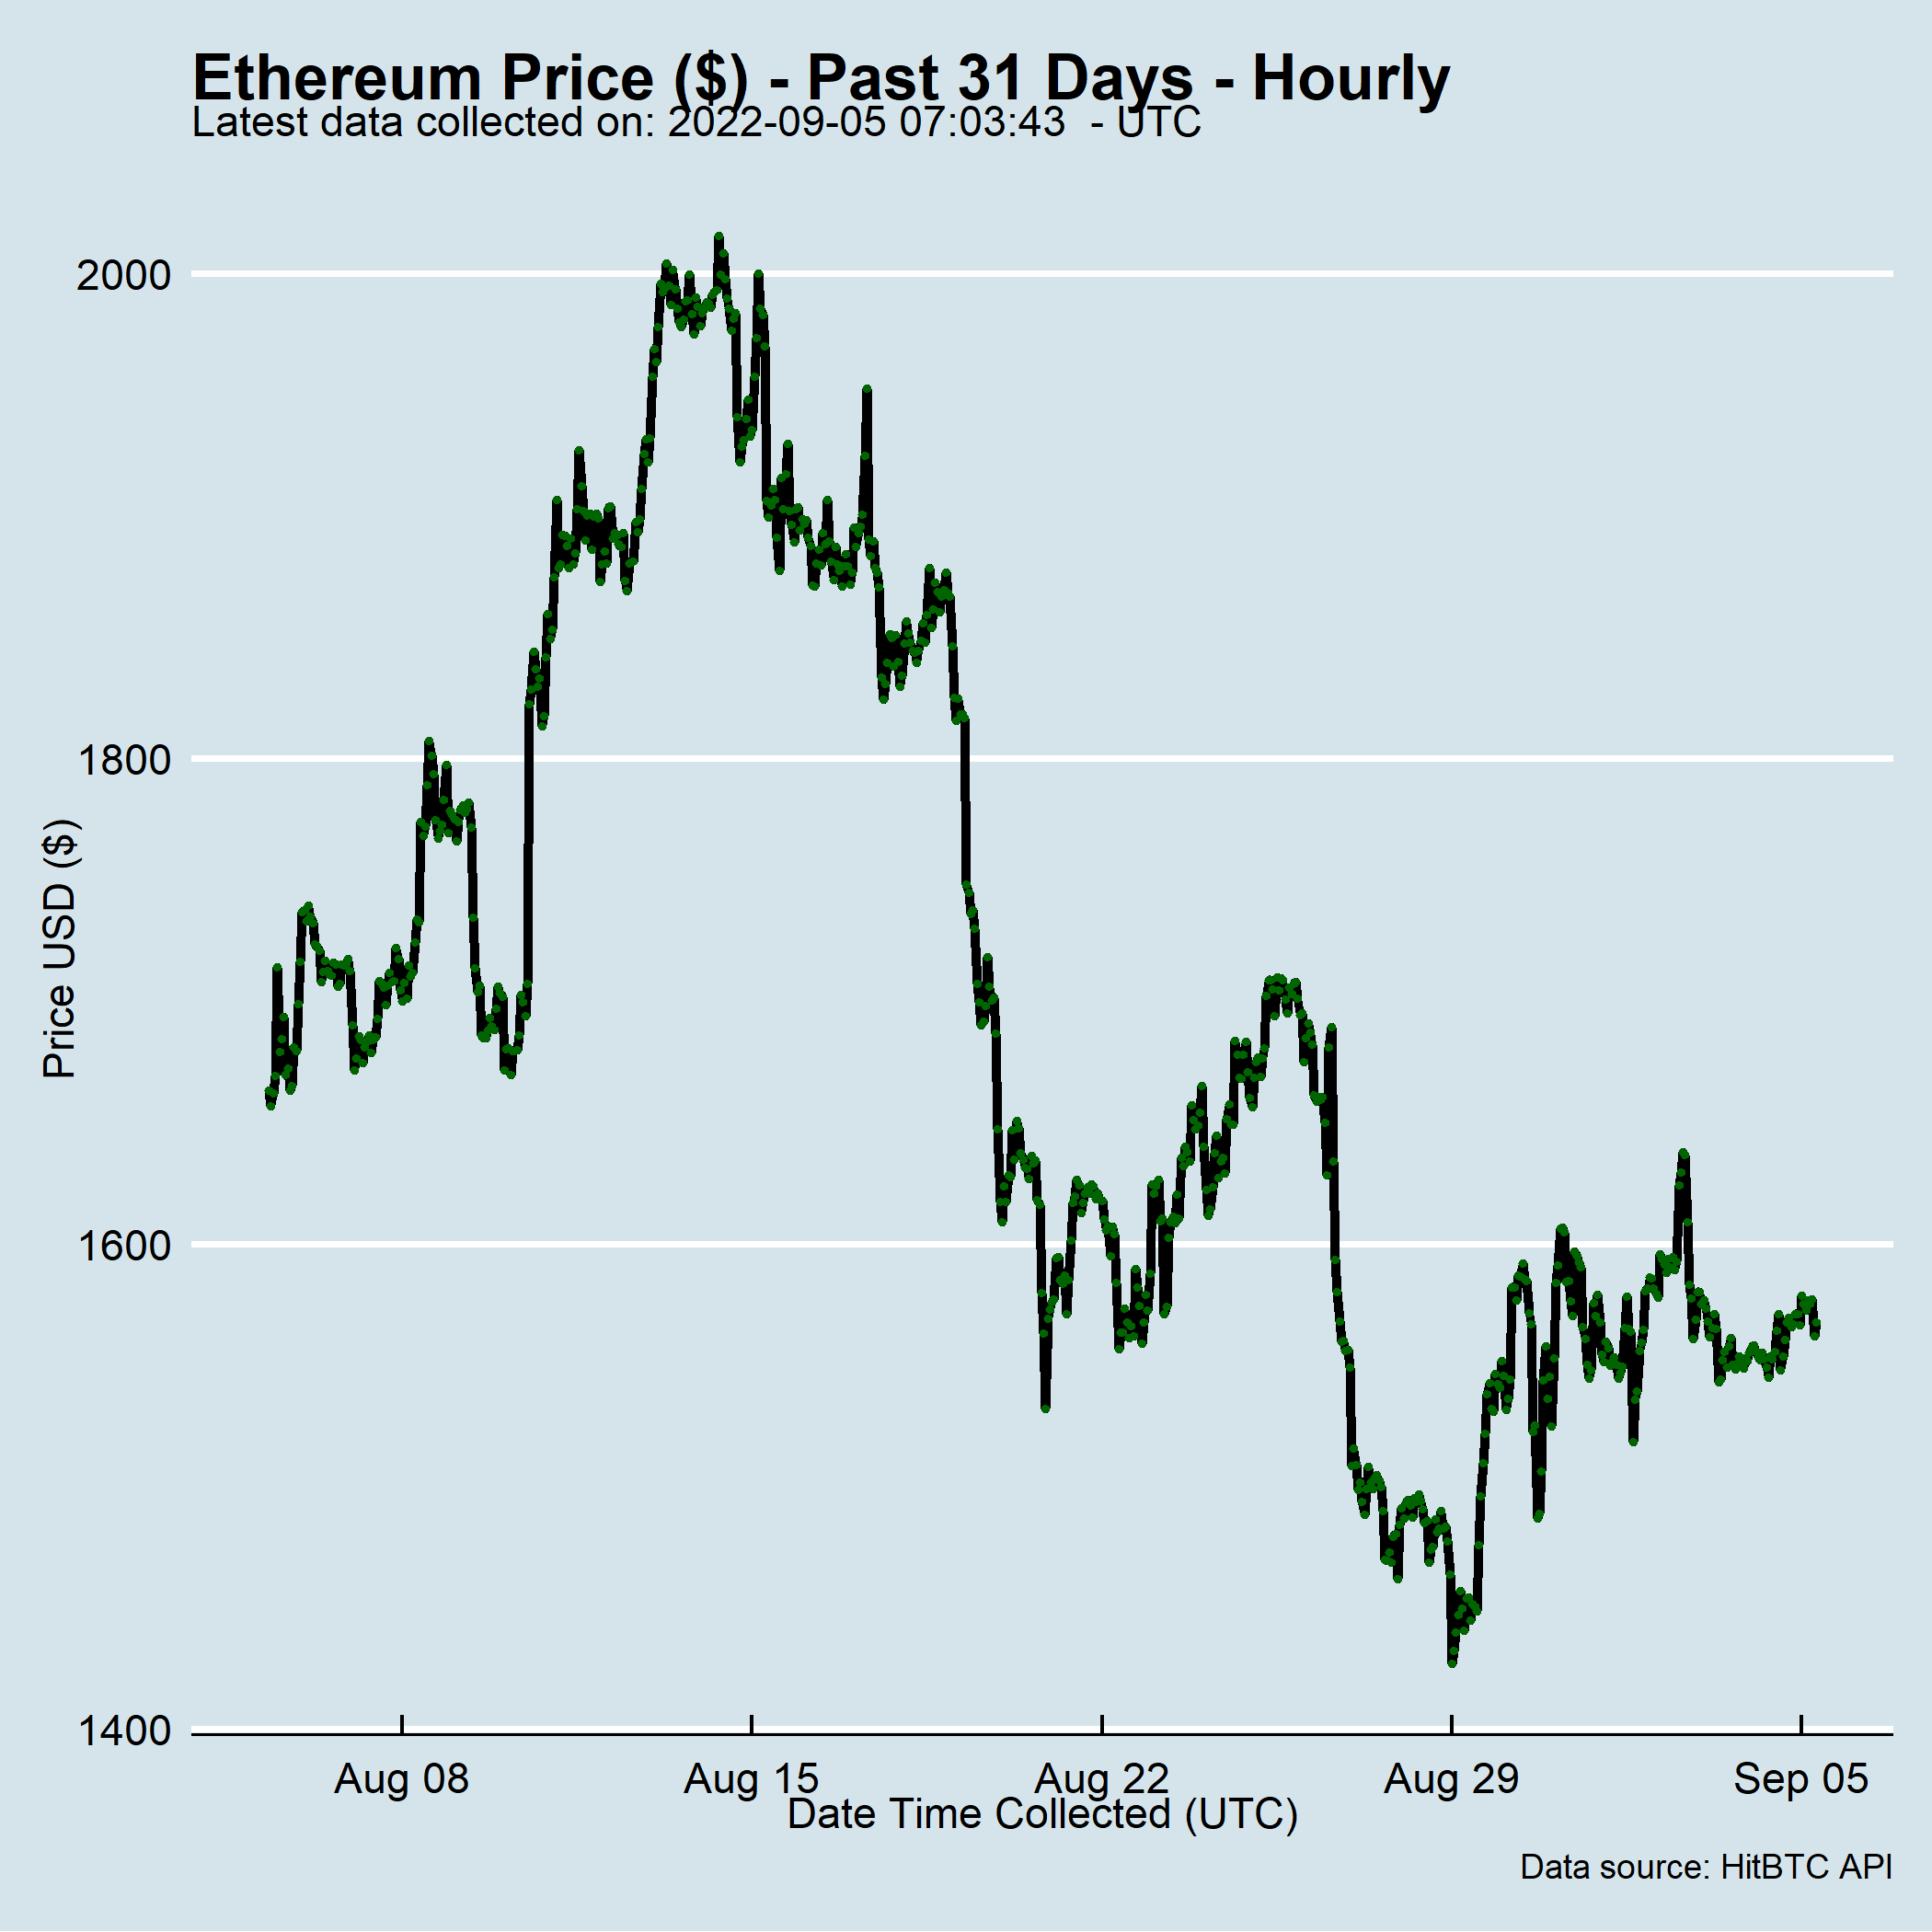 Ethereum Price ($) - Past 31 Days - Hourly
Latest data collected on: 2022-09-05 07:03:43  - UTC
2000
1800
1600
1400
Price USD ($)
Aug 08
Aug 15
Aug 22
Aug 29
Sep 05
Date Time Collected (UTC)
Data source: HitBTC API